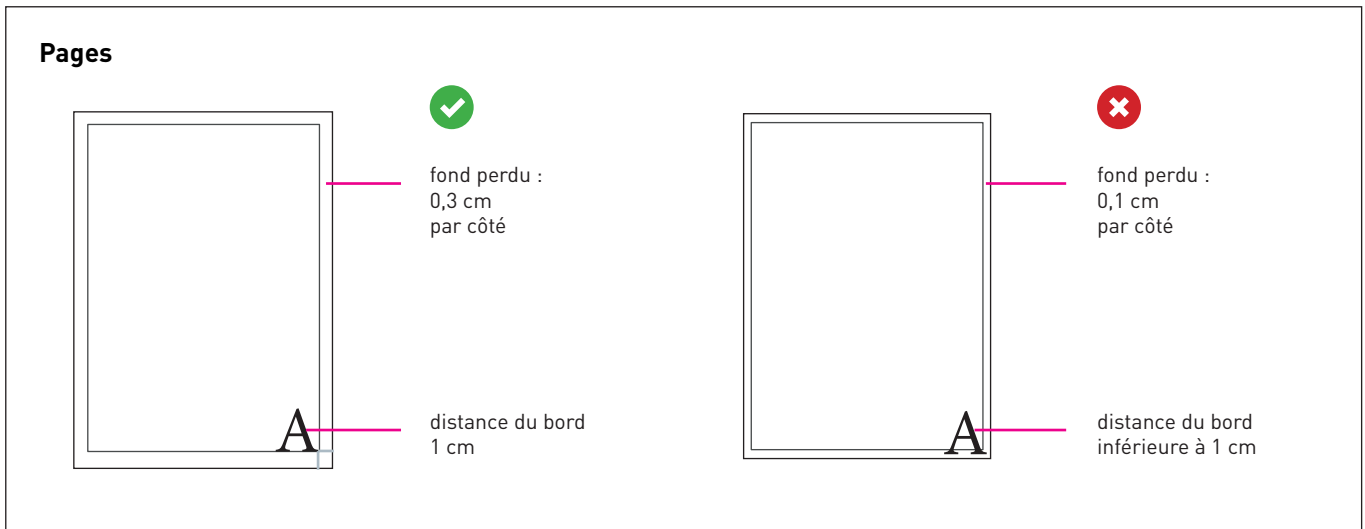 Pages
fond perdu :
0,3 cm
par côté
A
distance du bord
1 cm
fond perdu :
0,1 cm
par côté
A
distance du bord
inférieure à 1 cm